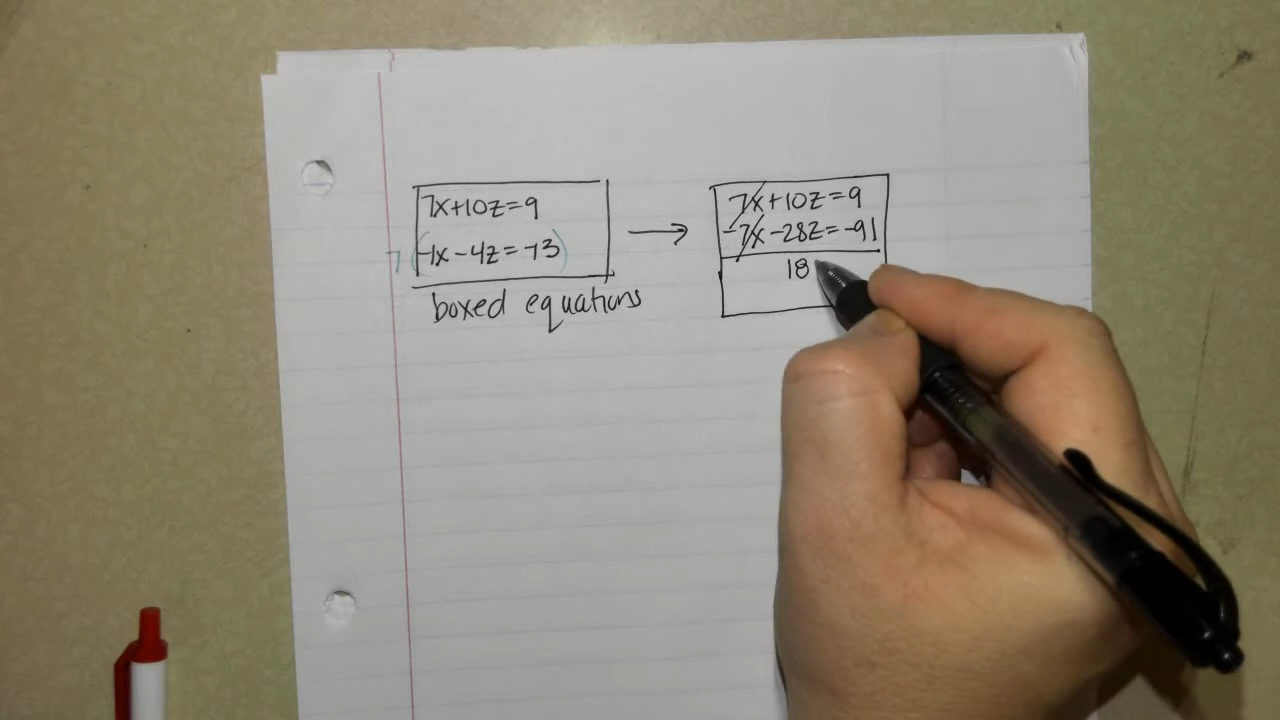 7x+10z=9
7(-1x-4z=-13)
boxed equations
→
7x+10z=9
-7x-28z=-91
18